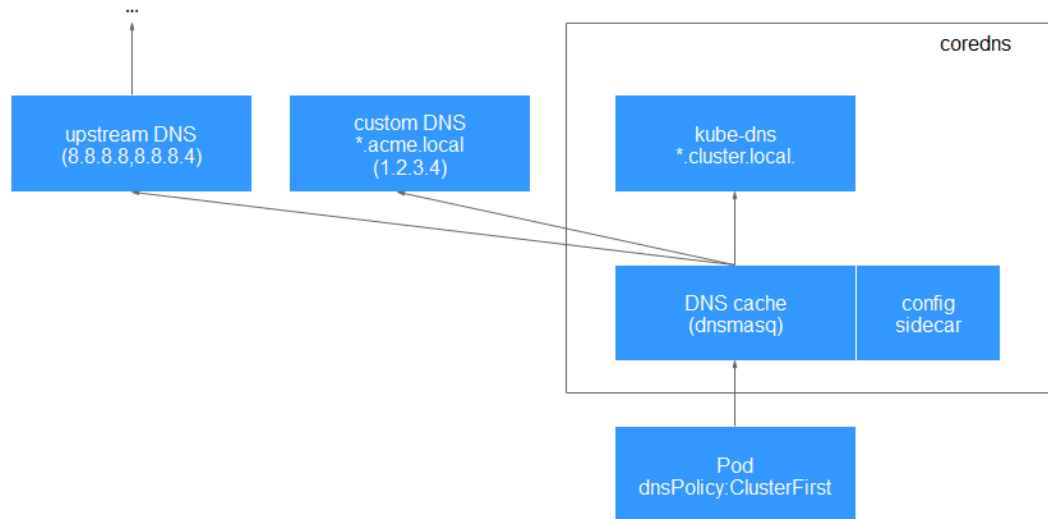 ...
coredns
upstream DNS
(8.8.8.8,8.8.8.4)
custom DNS
*.acme.local
(1.2.3.4)
kube-dns
*.cluster.local.
DNS cache
(dnsmasq)
config
sidecar
Pod
dnsPolicy:ClusterFirst